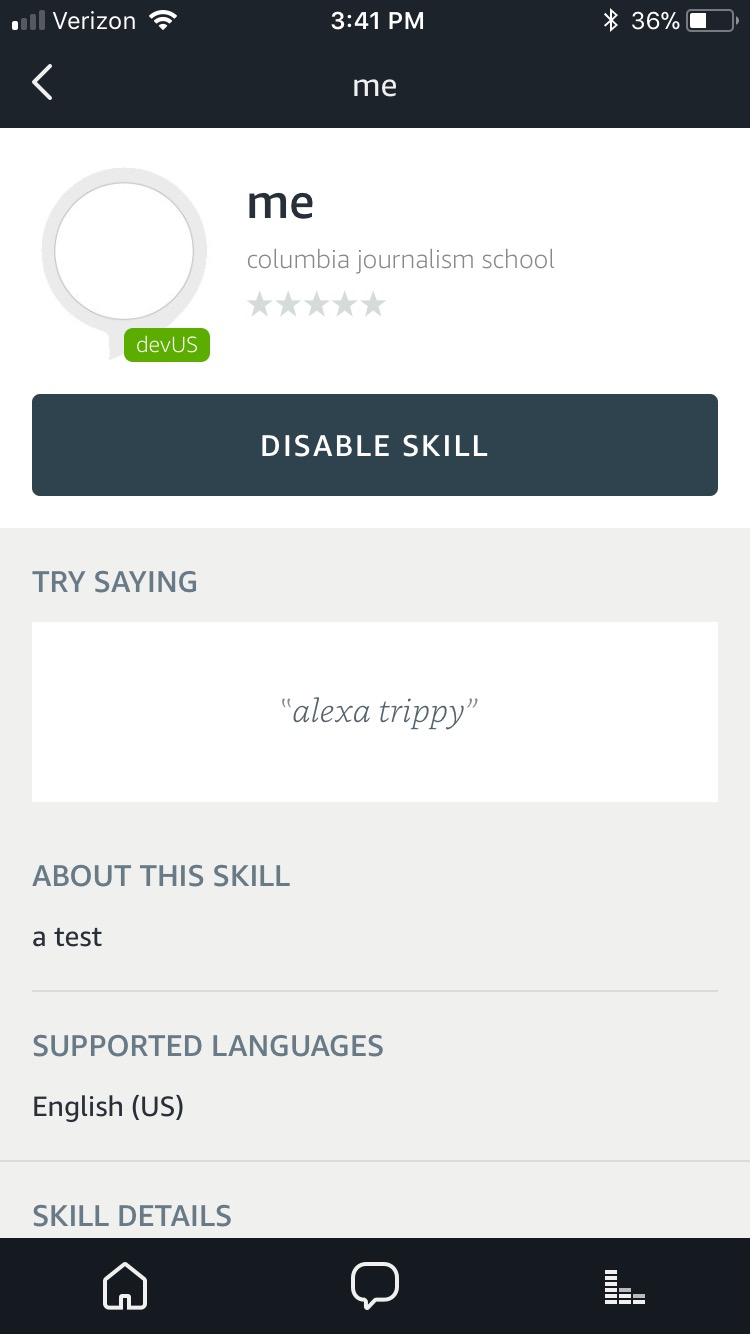 Verizon 3:41 PM 36%
me
me
columbia journalism school
devUS
DISABLE SKILL
TRY SAYING
"alexa trippy"
ABOUT THIS SKILL
a test
SUPPORTED LANGUAGES
English (US)
SKILL DETAILS